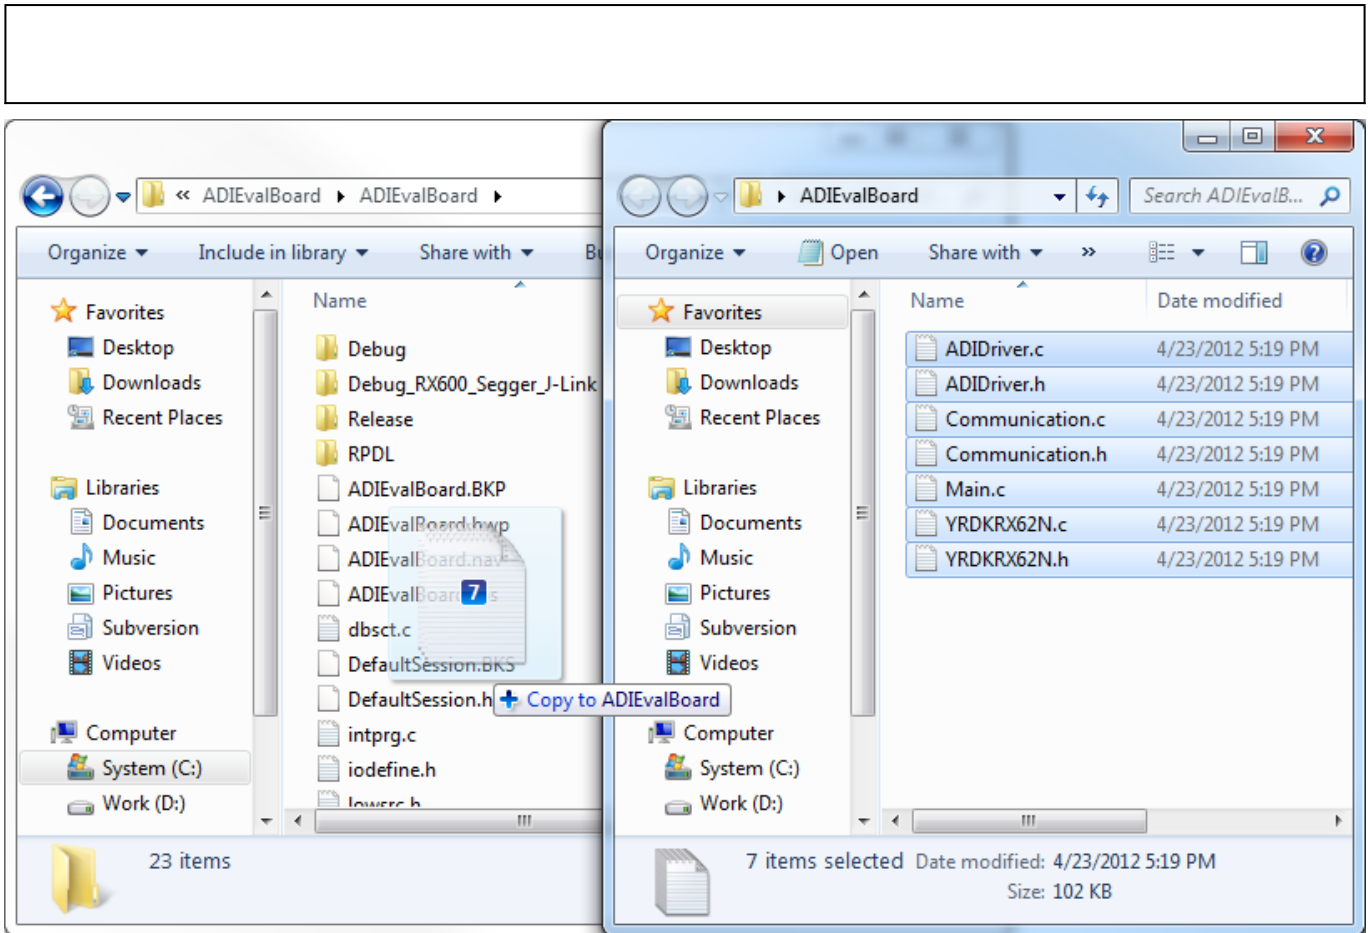 « ADIEvalBoard ▸ ADIEvalBoard ▸
Organize Include in library Share with
Favorites
Desktop
Downloads
Recent Places
Libraries
Documents
Music
Pictures
Subversion
Videos
Computer
System (C:)
Work (D:)
Name
Debug
Debug_RX600_Segger_J-Link
Release
RPDL
ADIEvalBoard.BKP
ADIEvalBoard.hwp
ADIEvalBoard.nav
dbsct.c
DefaultSession.BKS
DefaultSession.h
intprg.c
iodefine.h
lowsrc.h
7
+ Copy to ADIEvalBoard
23 items
▸ ADIEvalBoard
Search ADIEvalB...
Organize Open Share with »
Favorites
Desktop
Downloads
Recent Places
Libraries
Documents
Music
Pictures
Subversion
Videos
Computer
System (C:)
Work (D:)
Name Date modified
ADIDriver.c 4/23/2012 5:19 PM
ADIDriver.h 4/23/2012 5:19 PM
Communication.c 4/23/2012 5:19 PM
Communication.h 4/23/2012 5:19 PM
Main.c 4/23/2012 5:19 PM
YRDKRX62N.c 4/23/2012 5:19 PM
YRDKRX62N.h 4/23/2012 5:19 PM
7 items selected Date modified: 4/23/2012 5:19 PM
Size: 102 KB